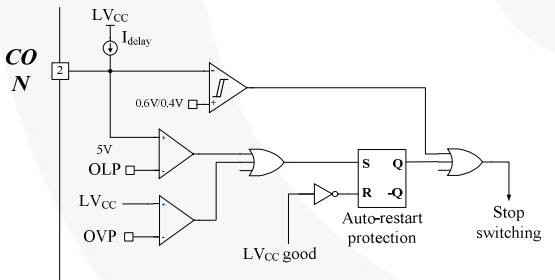 LVCC
Idelay
CO
N
2
-
+
0,6V/0,4V
5V
+
-
OLP
LVCC
+
-
OVP
S Q
R -Q
Auto-restart
protection
LVCC good
Stop
switching